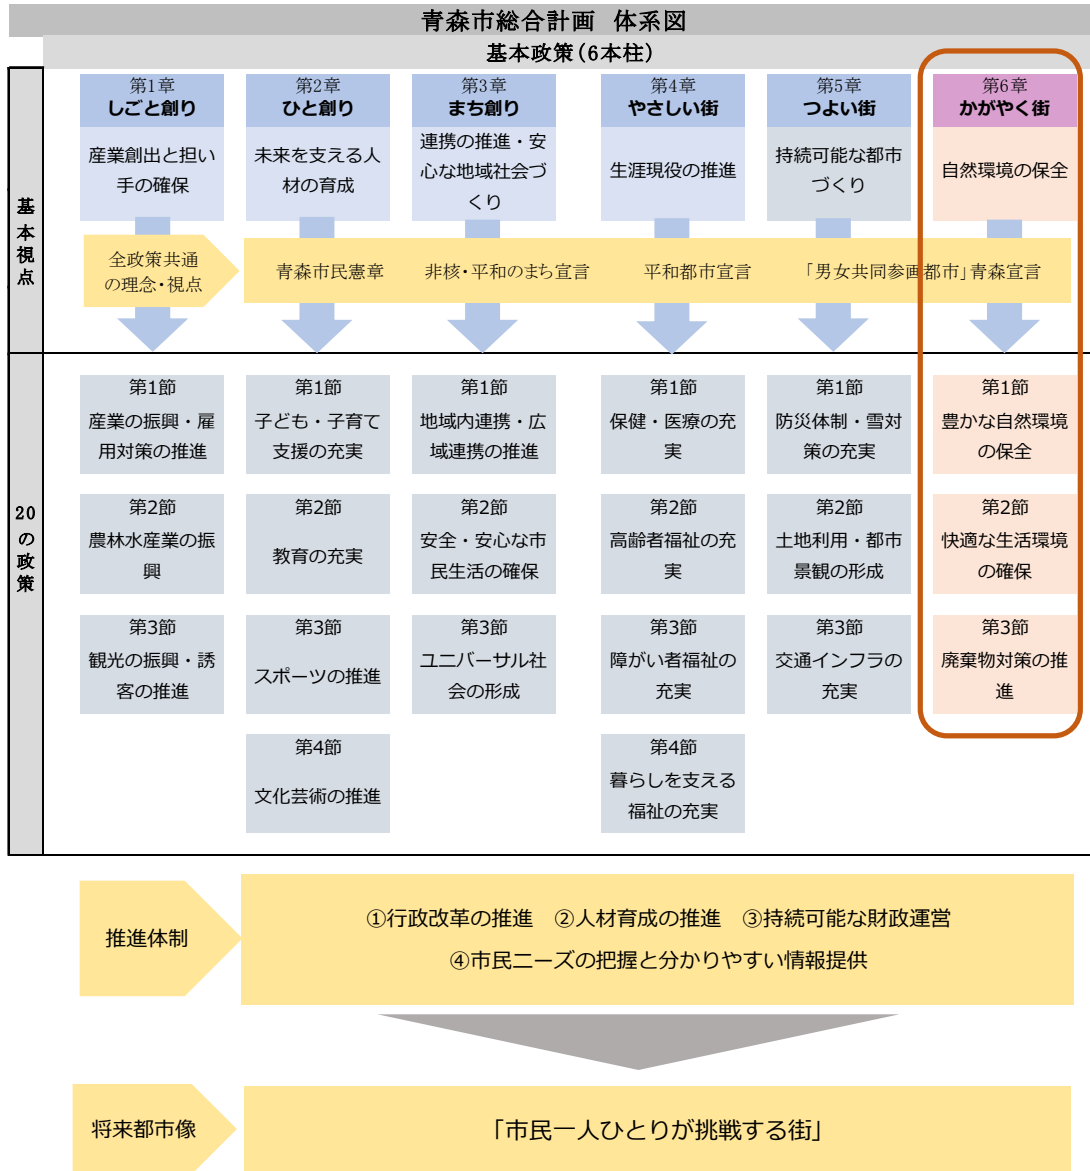 青森市総合計画 体系図
基本政策(6本柱)
第1章
しごと創り
産業創出と担い
手の確保
第2章
ひと創り
未来を支える人
材の育成
第3章
まち創り
連携の推進・安
心な地域社会づ
くり
第4章
やさしい街
生涯現役の推進
第5章
つよい街
持続可能な都市
づくり
第6章
かがやく街
自然環境の保全
基本視点
全政策共通
の理念・視点
青森市民憲章
非核・平和のまち宣言
平和都市宣言
「男女共同参画都市」青森宣言
20の政策
第1節
産業の振興・雇
用対策の推進
第2節
農林水産業の振
興
第3節
観光の振興・誘
客の推進
第1節
子ども・子育て
支援の充実
第2節
教育の充実
第3節
スポーツの推進
第4節
文化芸術の推進
第1節
地域内連携・広
域連携の推進
第2節
安全・安心な市
民生活の確保
第3節
ユニバーサル社
会の形成
第1節
保健・医療の充
実
第2節
高齢者福祉の充
実
第3節
障がい者福祉の
充実
第4節
暮らしを支える
福祉の充実
第1節
防災体制・雪対
策の充実
第2節
土地利用・都市
景観の形成
第3節
交通インフラの
充実
第1節
豊かな自然環境
の保全
第2節
快適な生活環境
の確保
第3節
廃棄物対策の推
進
推進体制
①行政改革の推進 ②人材育成の推進 ③持続可能な財政運営
④市民ニーズの把握と分かりやすい情報提供
将来都市像
「市民一人ひとりが挑戦する街」